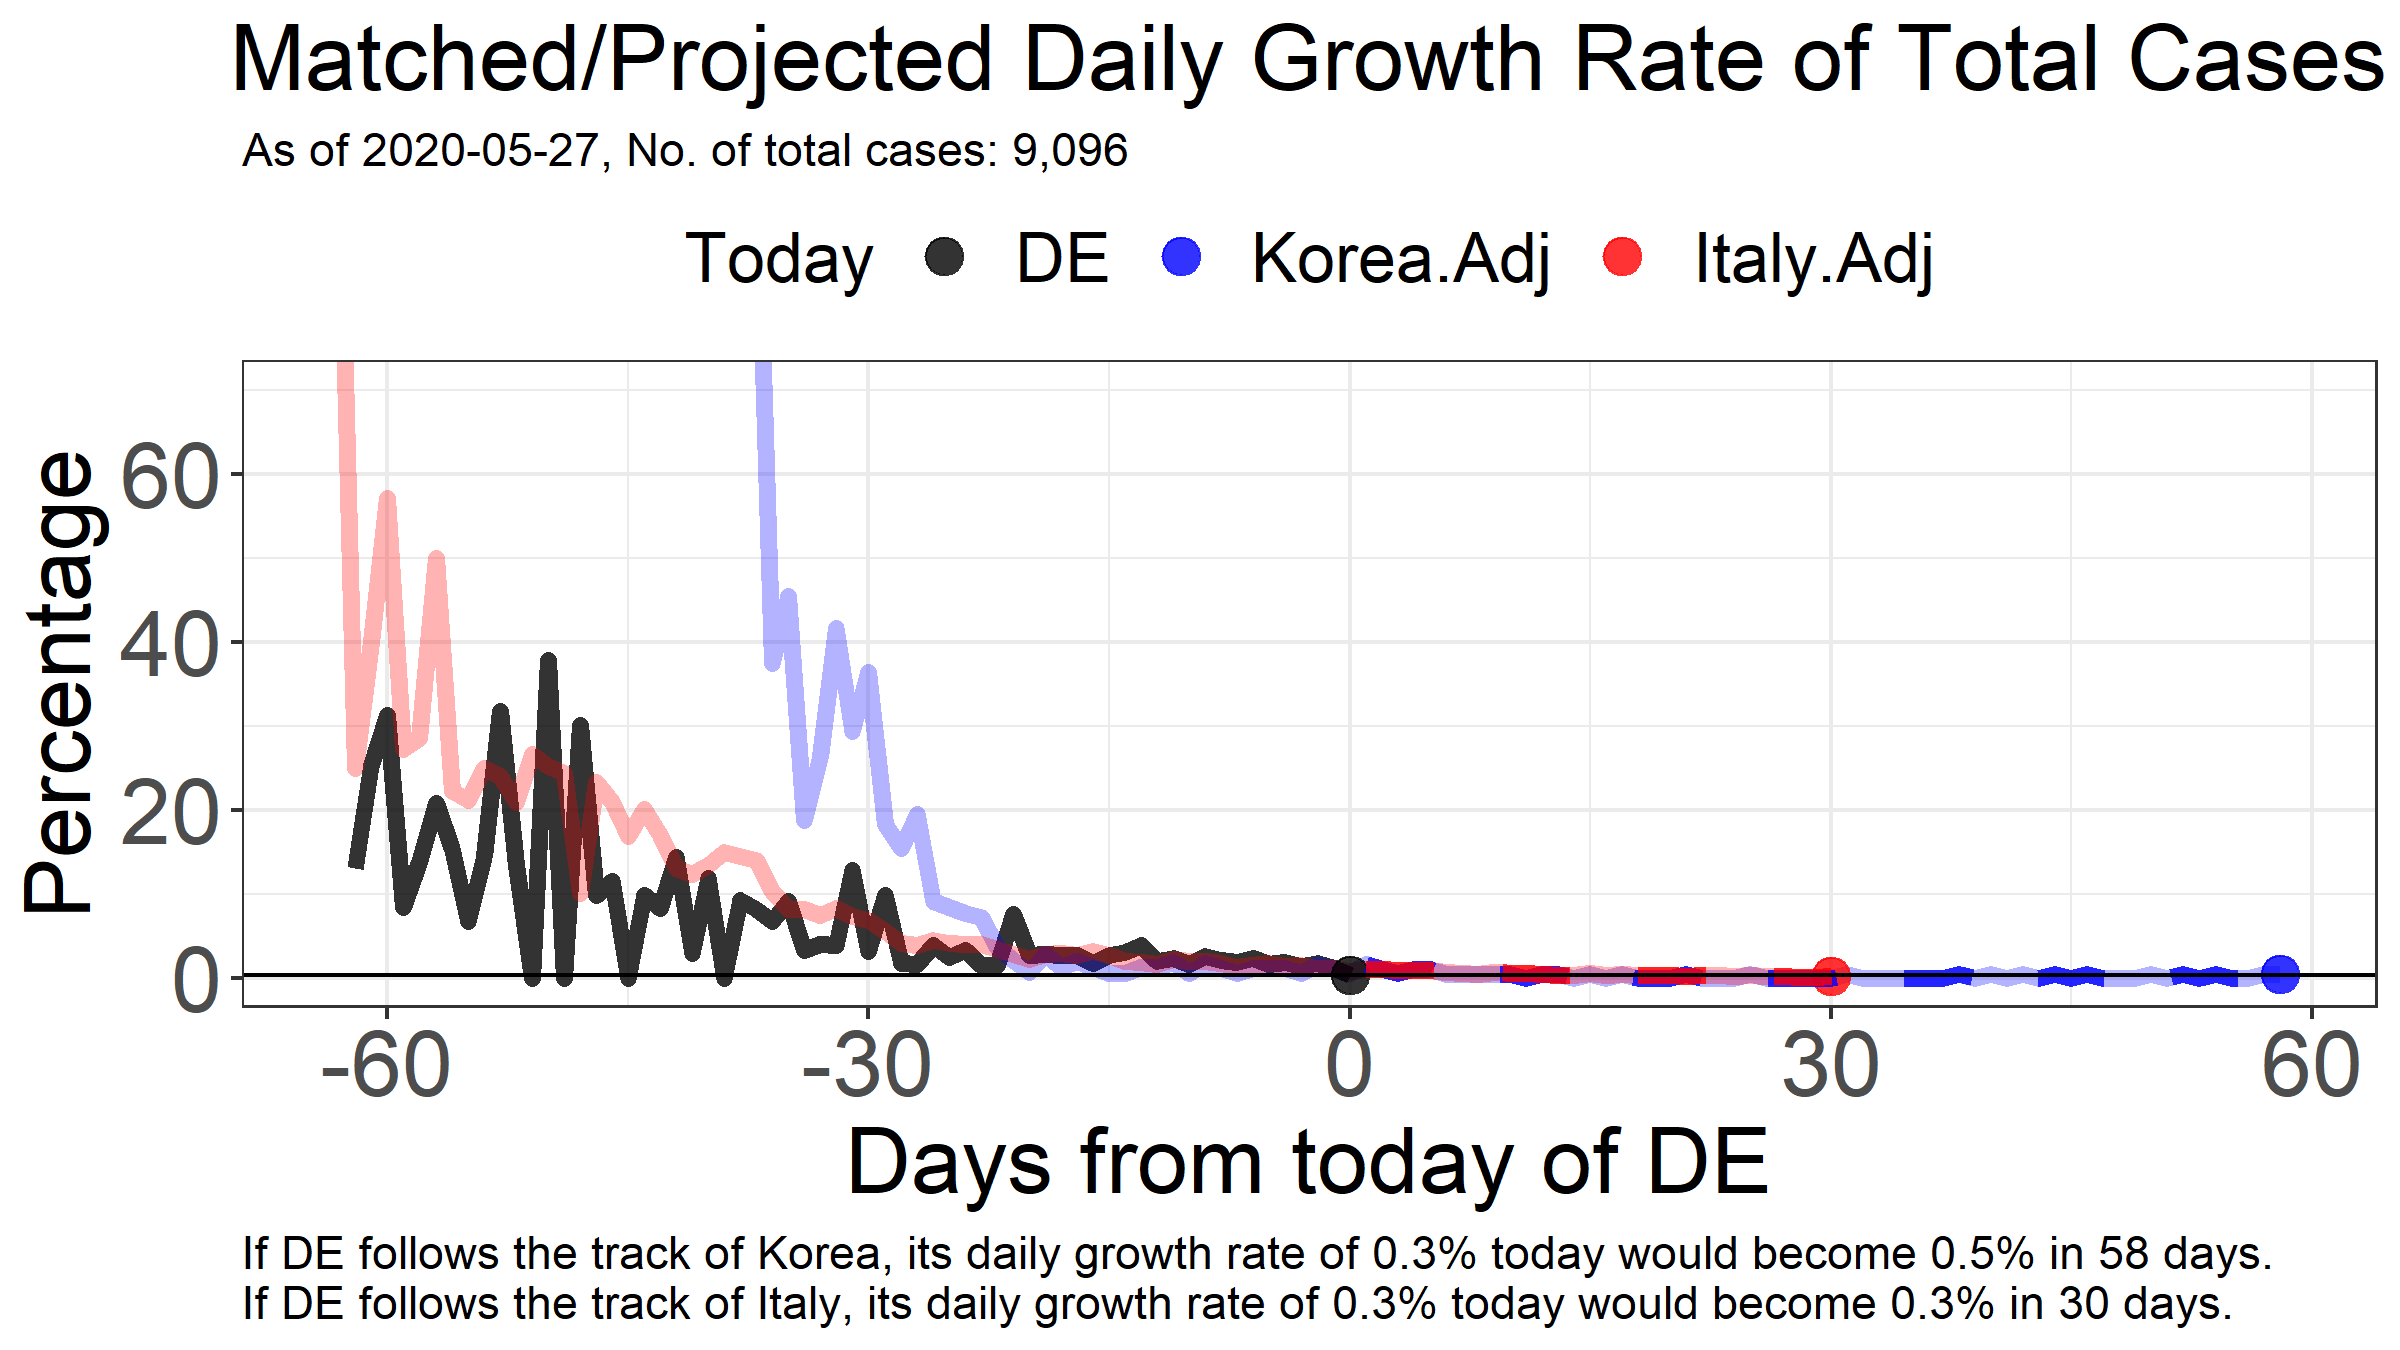 Matched/Projected Daily Growth Rate of Total Cases
As of 2020-05-27, No. of total cases: 9,096
Today DE Korea.Adj Italy.Adj
Percentage
60
40
20
0
-60 -30 0 30 60
Days from today of DE
If DE follows the track of Korea, its daily growth rate of 0.3% today would become 0.5% in 58 days.
If DE follows the track of Italy, its daily growth rate of 0.3% today would become 0.3% in 30 days.